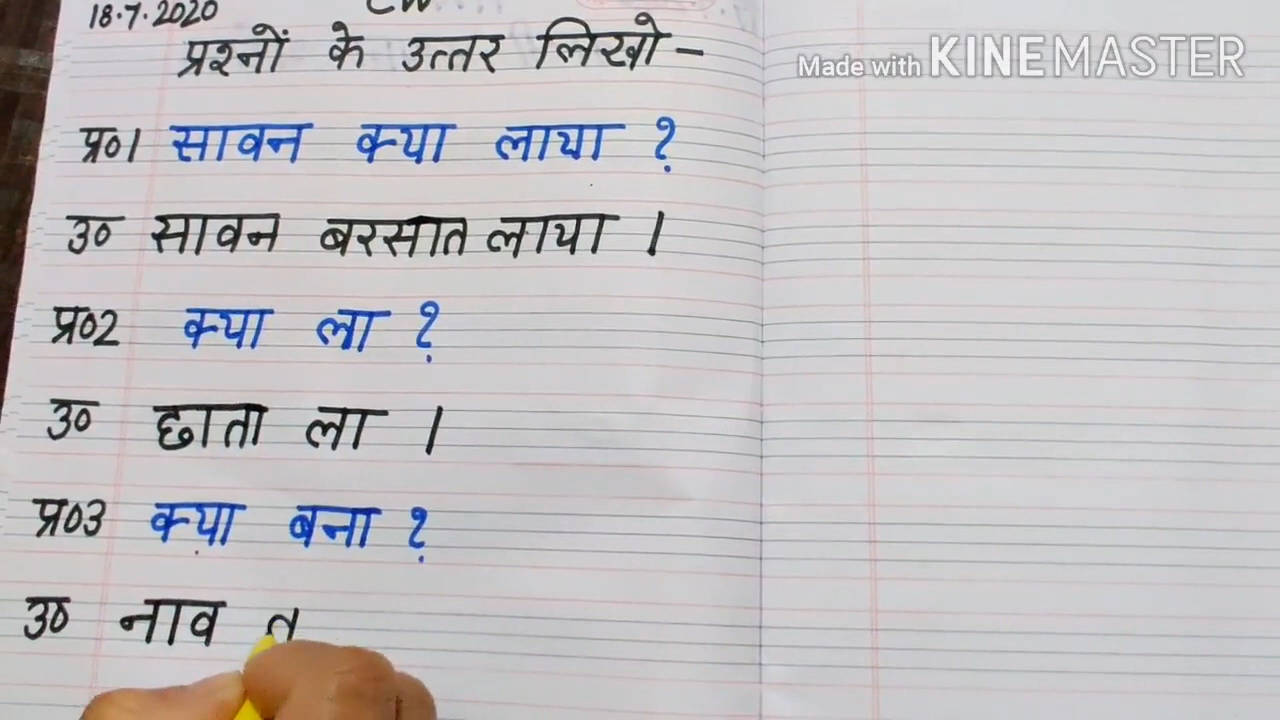 18.7.2020 CW
प्रश्नों के उत्तर लिखो -
Made with KINEMASTER
प्र०1 सावन क्या लाया ?
उ० सावन बरसात लाया ।
प्र०2 क्या ला ?
उ० छाता ला ।
प्र०3 क्या बना ?
उ० नाव